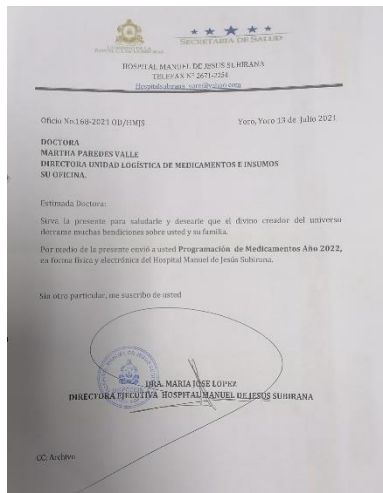 SECRETARIA DE SALUD
HOSPITAL MANUEL DE JESUS SUBIRANA
TELEFAX Nº 2671-2254
Oficio No.168-2021 OD/HMJS
Yoro, Yoro 13 de Julio 2021
DOCTORA
MARTHA PAREDES VALLE
DIRECTORA UNIDAD LOGÍSTICA DE MEDICAMENTOS E INSUMOS
SU OFICINA.
Estimada Doctora:
Sirva la presente para saludarle y desearle que el divino creador del universo
derrame muchas bendiciones sobre usted y su familia.
Por medio de la presente envió a usted Programación de Medicamentos Año 2022,
en forma física y electrónica del Hospital Manuel de Jesús Subirana.
Sin otro particular, me suscribo de usted
DRA. MARIA JOSE LOPEZ
DIRECTORA EJECUTIVA HOSPITAL MANUEL DE JESÚS SUBIRANA
CC: Archivo